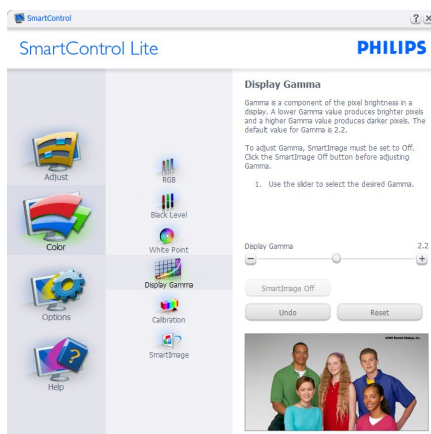 SmartControl
? x
SmartControl Lite
PHILIPS
Adjust
Color
Options
Help
RGB
Black Level
White Point
Display Gamma
Calibration
SmartImage
Display Gamma
Gamma is a component of the pixel brightness in a
display. A lower Gamma value produces brighter pixels
and a higher Gamma value produces darker pixels. The
default value for Gamma is 2.2.
To adjust Gamma, SmartImage must be set to Off.
Click the SmartImage Off button before adjusting
Gamma.
1. Use the slider to select the desired Gamma.
Display Gamma 2.2
SmartImage Off
Undo Reset